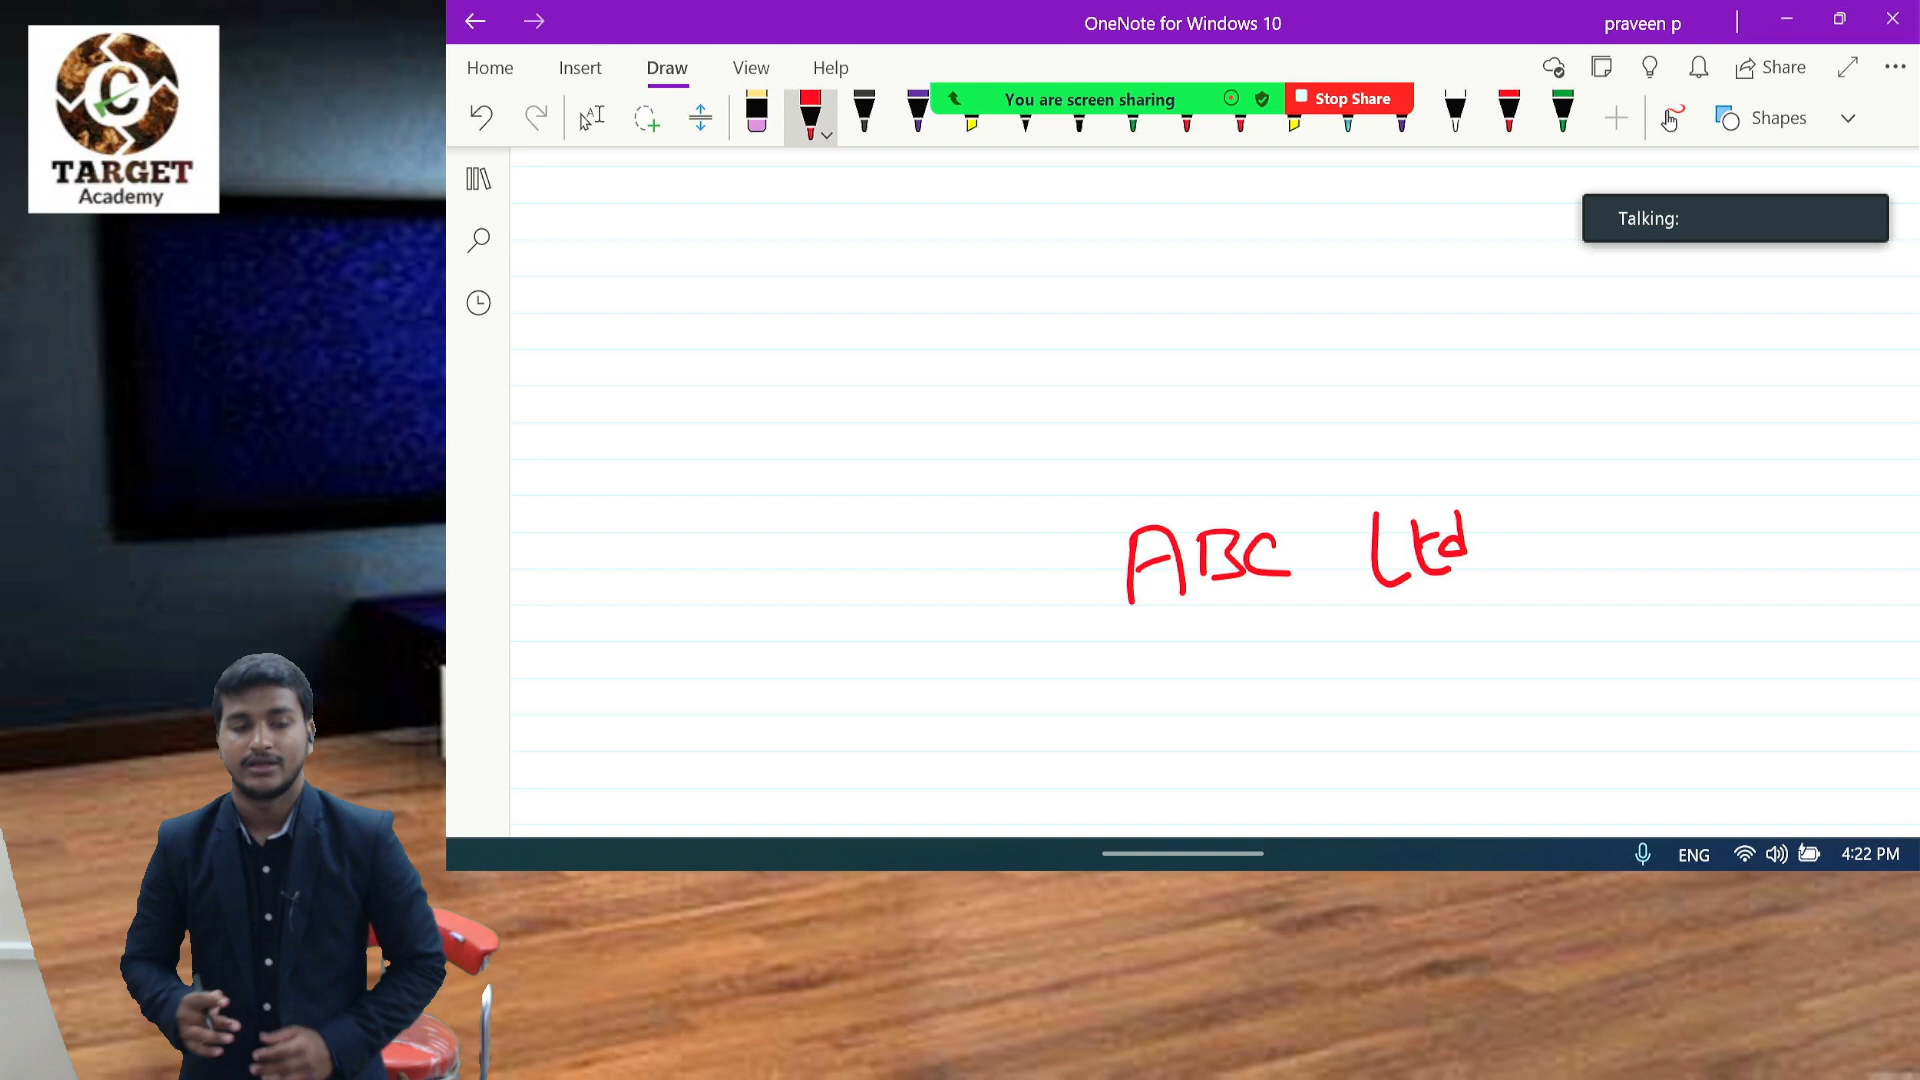 TARGET
Academy
OneNote for Windows 10
praveen p
Home Insert Draw View Help
Share
You are screen sharing
Stop Share
Shapes
Talking:
ABC Ltd
ENG
4:22 PM